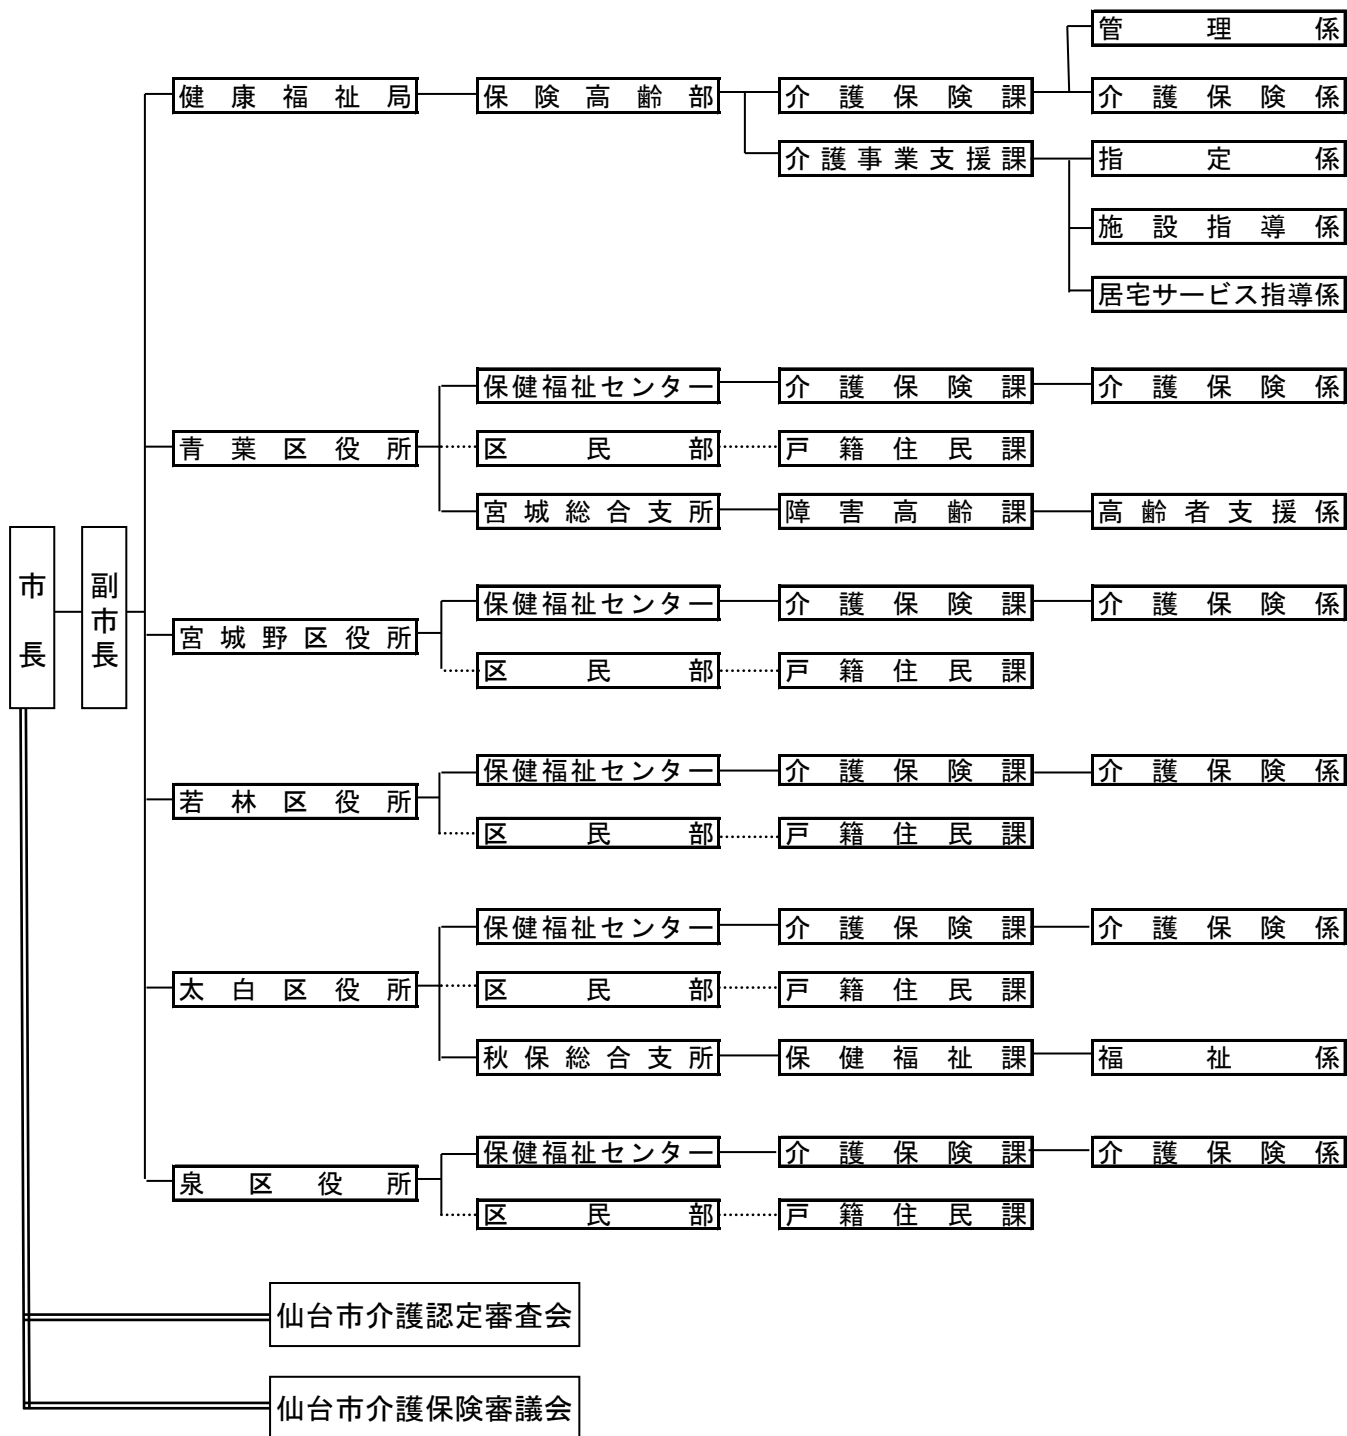 管理係
健康福祉局 保険高齢部 介護保険課 介護保険係
介護事業支援課 指定係
施設指導係
居宅サービス指導係
保健福祉センター 介護保険課 介護保険係
青葉区役所 区民部 戸籍住民課
宮城総合支所 障害高齢課 高齢者支援係
市長 副市長
保健福祉センター 介護保険課 介護保険係
宮城野区役所
区民部 戸籍住民課
保健福祉センター 介護保険課 介護保険係
若林区役所
区民部 戸籍住民課
保健福祉センター 介護保険課 介護保険係
太白区役所 区民部 戸籍住民課
秋保総合支所 保健福祉課 福祉係
保健福祉センター 介護保険課 介護保険係
泉区役所
区民部 戸籍住民課
仙台市介護認定審査会
仙台市介護保険審議会